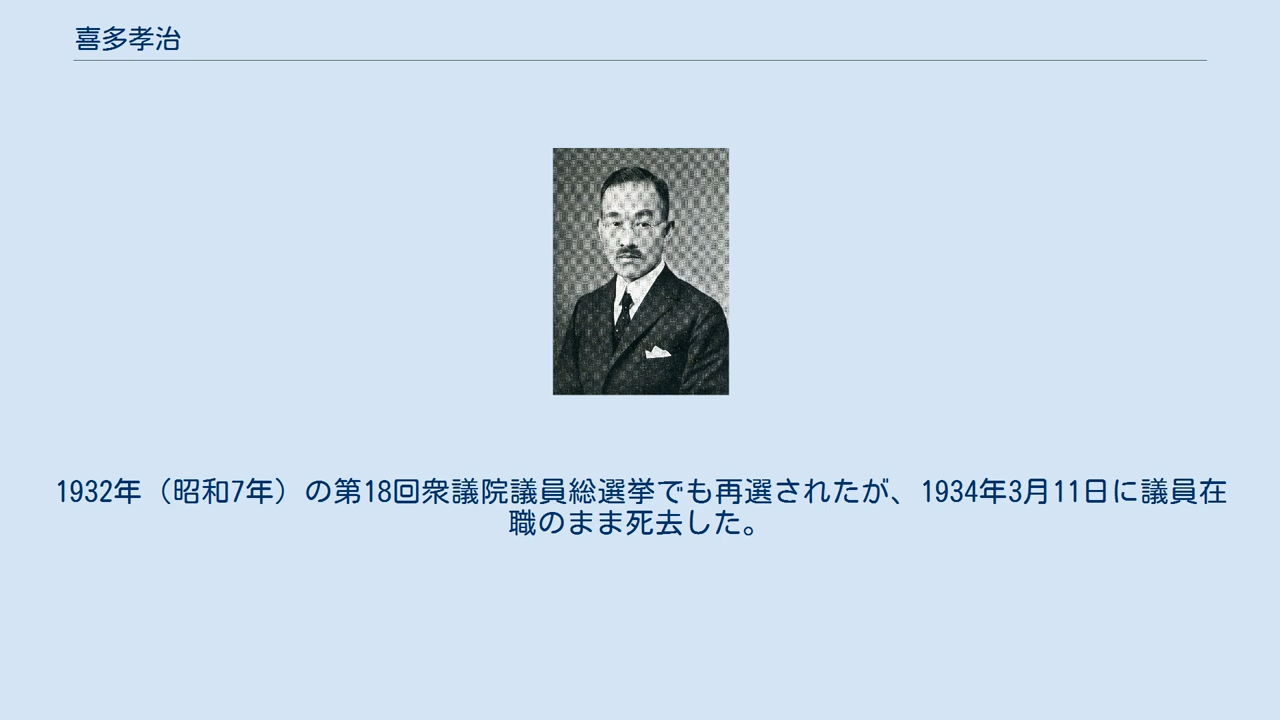 喜多孝治
1932年（昭和7年）の第18回衆議院議員総選挙でも再選されたが、1934年3月11日に議員在
職のまま死去した。